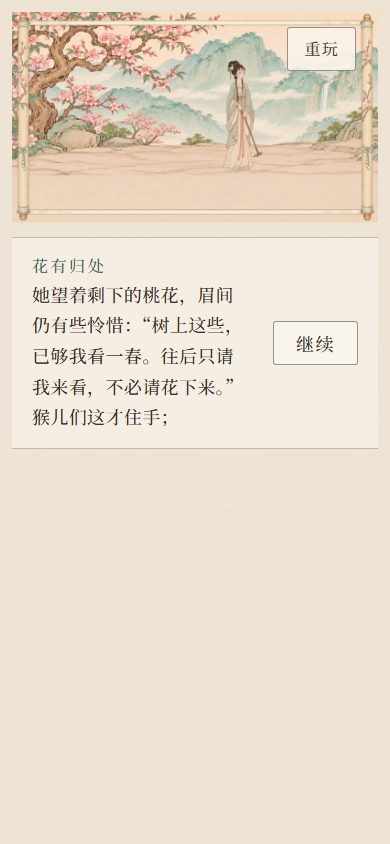 重玩
花有归处
她望着剩下的桃花，眉间
仍有些怜惜：“树上这些，
已够我看一春。往后只请
我来看，不必请花下来。”
猴儿们这才住手；
继续